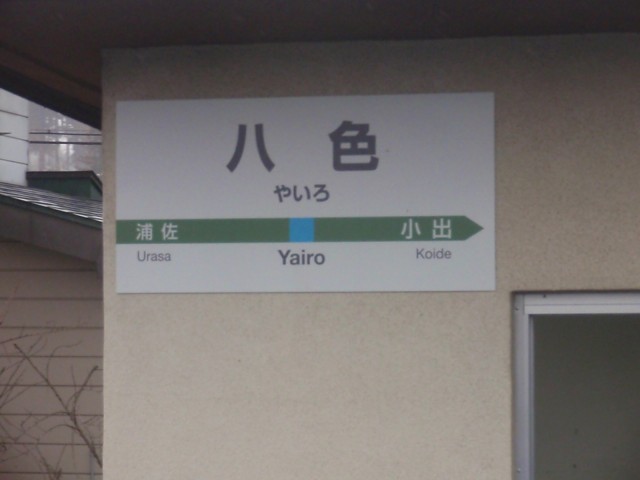 八色
やいろ
浦佐 小出
Urasa Yairo Koide